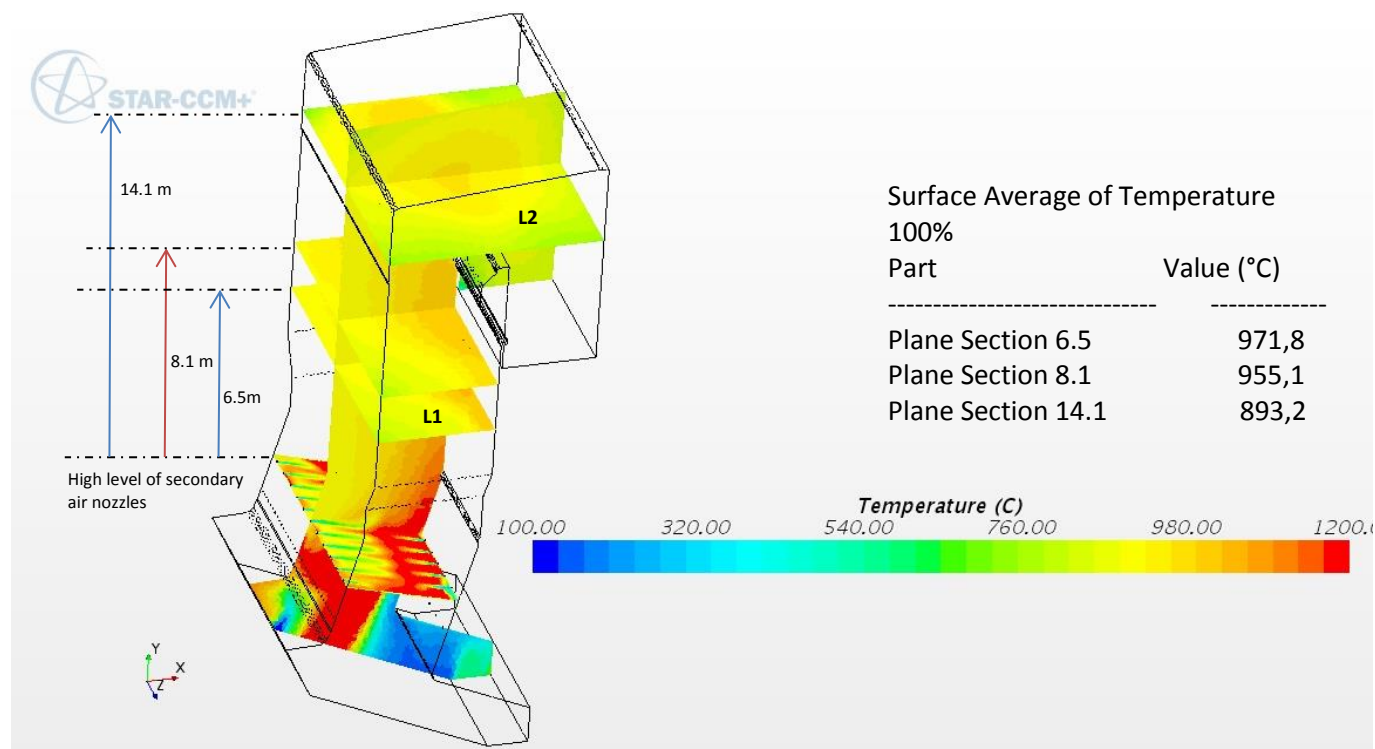 STAR-CCM+
14.1 m
8.1 m
6.5m
High level of secondary
air nozzles
L2
L1
Surface Average of Temperature
100%
Part Value (°C)
------------------------------- -------------
Plane Section 6.5 971,8
Plane Section 8.1 955,1
Plane Section 14.1 893,2
Temperature (C)
100.00 320.00 540.00 760.00 980.00 1200.0
Y
X
Z